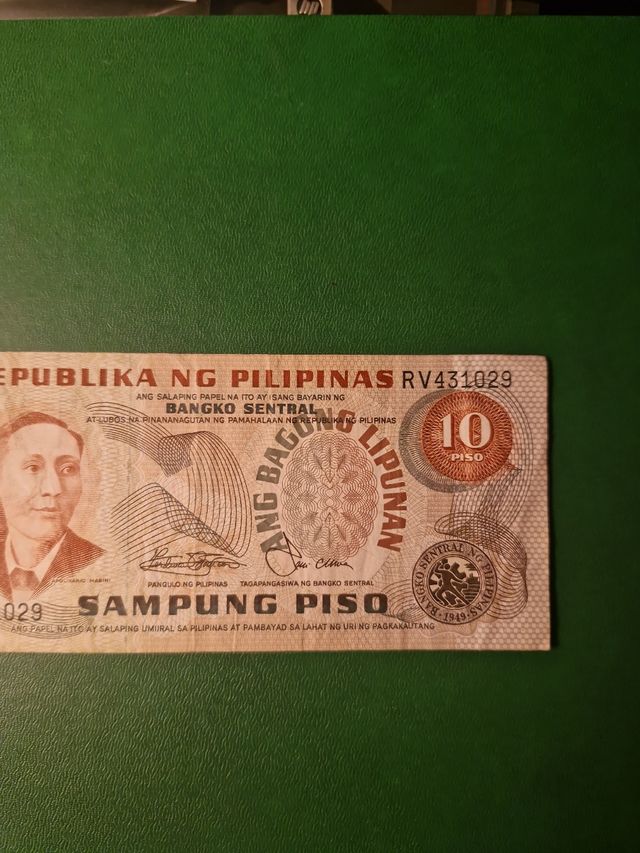 hp
EPUBLIKA NG PILIPINAS RV431029
ANG SALAPING PAPEL NA ITO AY ISANG BAYARIN NG
BANGKO SENTRAL
AT LUBOS NA PINANANAGUTAN NG PAMAHALAAN NG REPUBLIKA NG PILIPINAS
ANG BAGONG LIPUNAN
10
PISO
APOLINARIO MABINI
PANGULO NG PILIPINAS TAGAPANGASIWA NG BANGKO SENTRAL
BANGKO SENTRAL NG PILIPINAS
1949
029 SAMPUNG PISO
ANG PAPEL NA ITO AY SALAPING UMIIRAL SA PILIPINAS AT PAMBAYAD SA LAHAT NG URI NG PAGKAKAUTANG